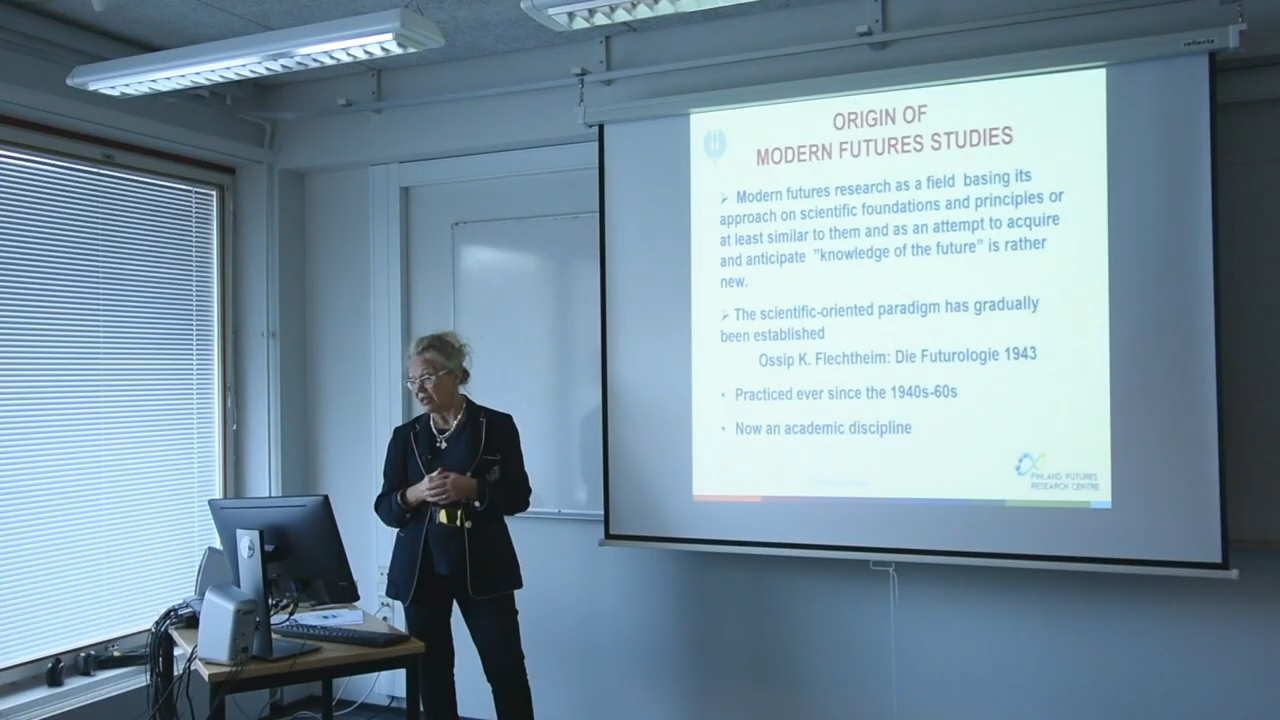 reflecta
ORIGIN OF
MODERN FUTURES STUDIES
➢ Modern futures research as a field basing its
approach on scientific foundations and principles or
at least similar to them and as an attempt to acquire
and anticipate "knowledge of the future" is rather
new.
➢ The scientific-oriented paradigm has gradually
been established
Ossip K. Flechtheim: Die Futurologie 1943
• Practiced ever since the 1940s-60s
• Now an academic discipline
FINLAND FUTURES
RESEARCH CENTRE